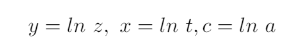 y = ln z, x = ln t, c = ln a